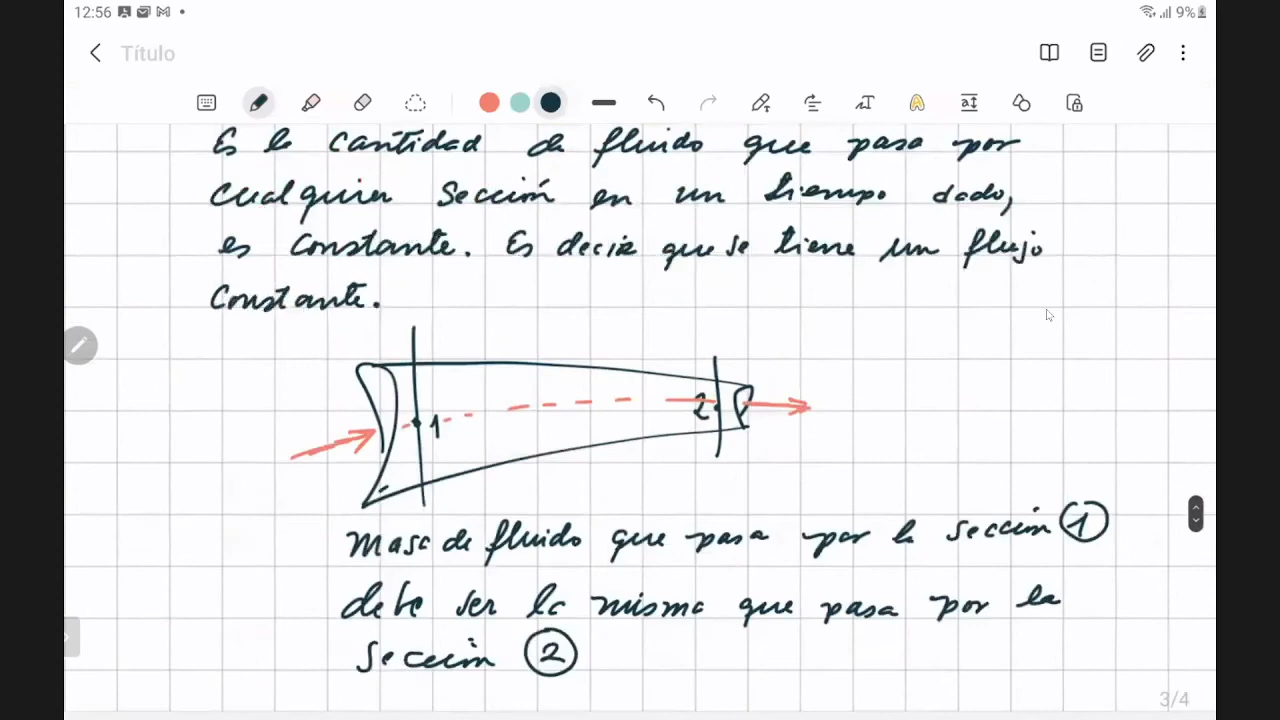 12:56
9%
Título
Es la cantidad de fluido que pasa por
cualquier sección en un tiempo dado,
es constante. Es decir que se tiene un flujo
constante.
1
2
masa de fluido que pasa por la sección 1
debe ser la misma que pasa por la
sección 2
3/4